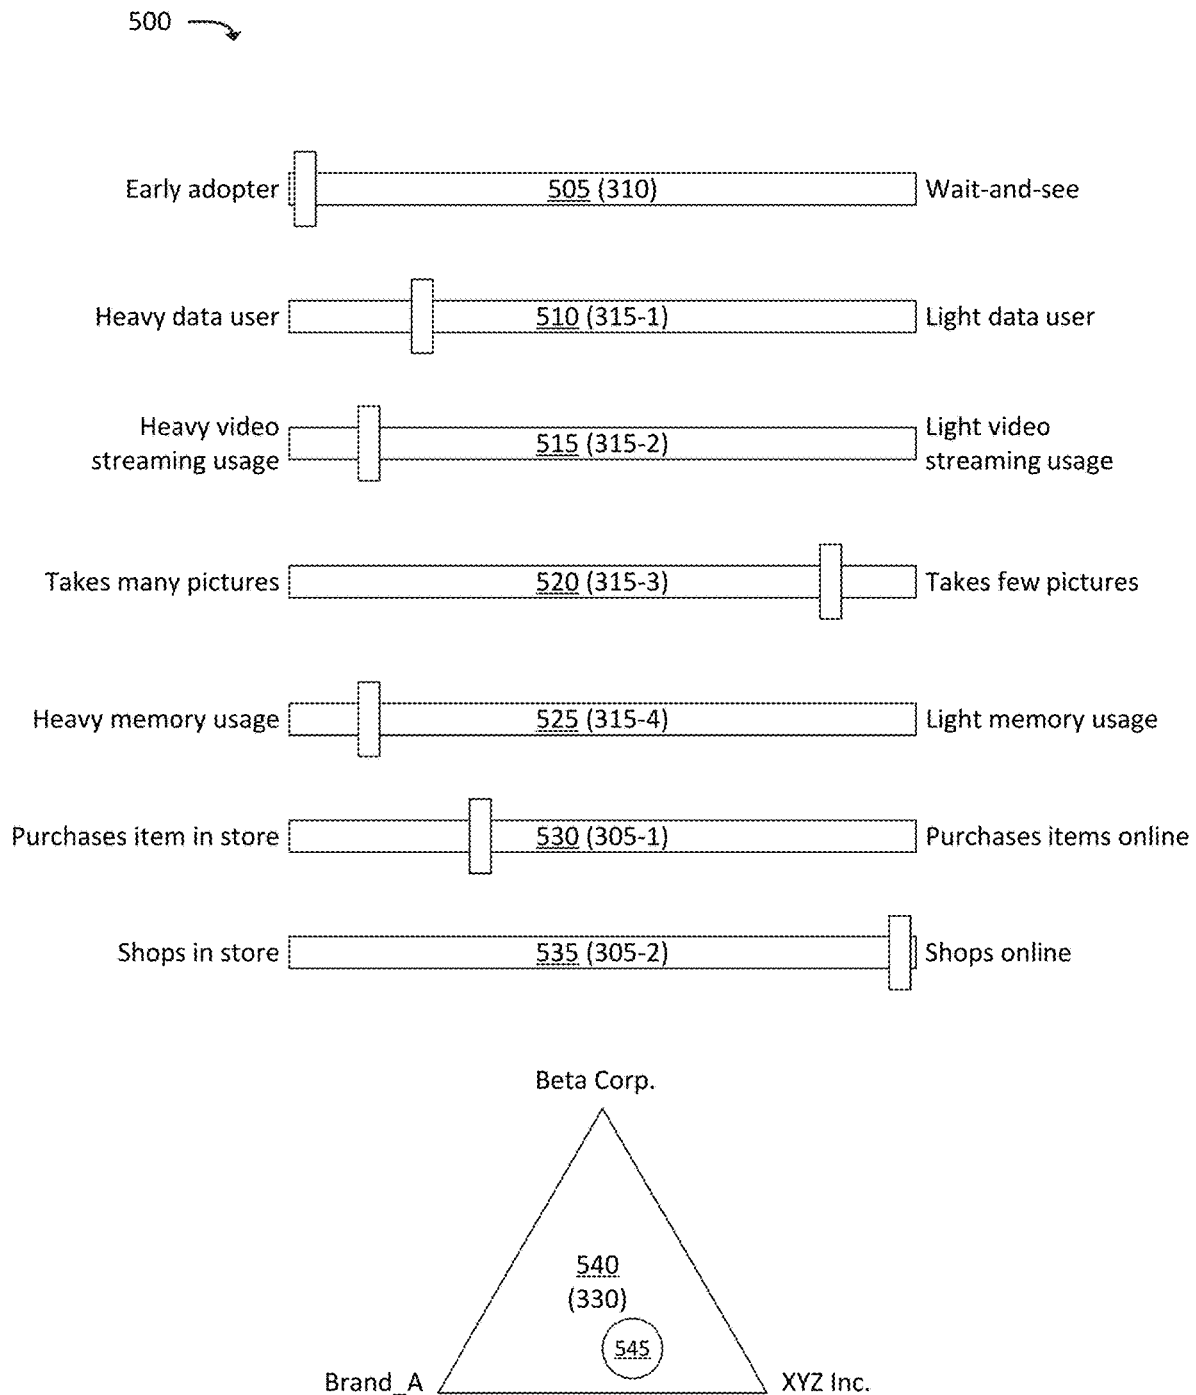 500
Early adopter 505 (310) Wait-and-see
Heavy data user 510 (315-1) Light data user
Heavy video
streaming usage 515 (315-2) Light video
streaming usage
Takes many pictures 520 (315-3) Takes few pictures
Heavy memory usage 525 (315-4) Light memory usage
Purchases item in store 530 (305-1) Purchases items online
Shops in store 535 (305-2) Shops online
Beta Corp.
540
(330)
545
Brand_A XYZ Inc.